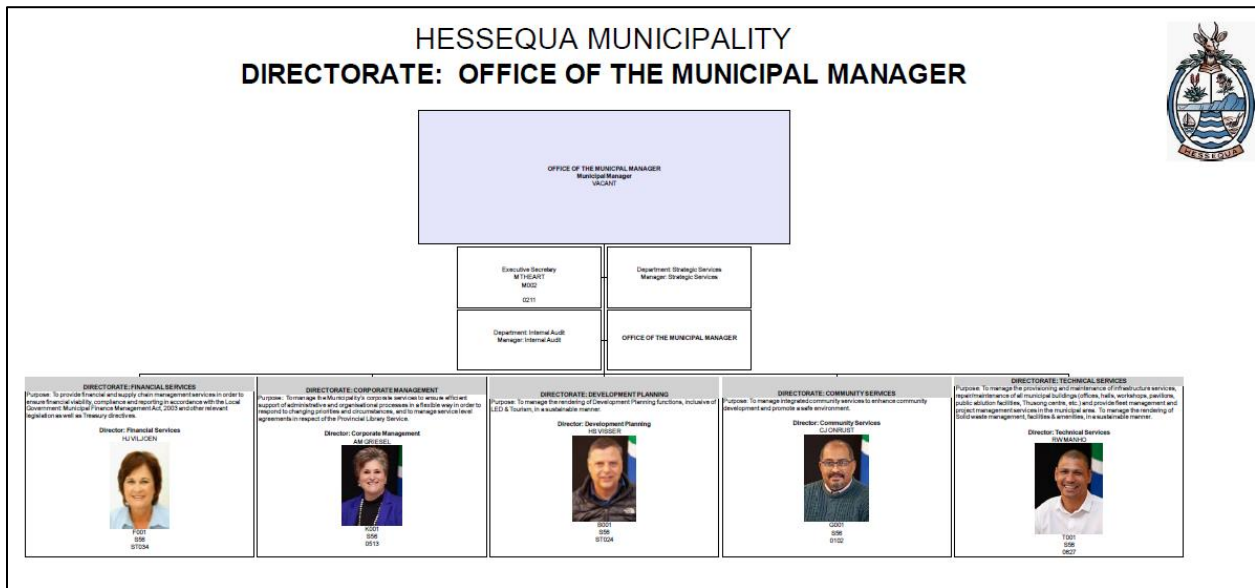 HESSEQUA MUNICIPALITY
DIRECTORATE: OFFICE OF THE MUNICIPAL MANAGER
HESSEQUA
OFFICE OF THE MUNICPAL MANAGER
Municipal Manager
VACANT
Executive Secretary
M THEART
M002
0211
Department: Strategic Services
Manager: Strategic Services
Department: Internal Audit
Manager: Internal Audit
OFFICE OF THE MUNICIPAL MANAGER
DIRECTORATE: FINANCIAL SERVICES
Purpose: To provide financial and supply chain management services in order to
ensure financial viability, compliance and reporting in accordance with the Local
Government: Municipal Finance Management Act, 2003 and other relevant
legislation as well as Treasury directives.
Director: Financial Services
HJ VILJOEN
F001
S56
ST034
DIRECTORATE: CORPORATE MANAGEMENT
Purpose: To manage the Municipality's corporate services to ensure efficient
support of administrative and organisational processes in a flexible way in order to
respond to changing priorities and circumstances, and to manage service level
agreements in respect of the Provincial Library Service.
Director: Corporate Management
AM GRIESEL
K001
S56
0513
DIRECTORATE: DEVELOPMENT PLANNING
Purpose: To manage the rendering of Development Planning functions, inclusive of
LED & Tourism, in a sustainable manner.
Director: Development Planning
HS VISSER
B001
S56
ST024
DIRECTORATE: COMMUNITY SERVICES
Purpose: To manage integrated community services to enhance community
development and promote a safe environment.
Director: Community Services
CJ ONRUST
G001
S56
0102
DIRECTORATE: TECHNICAL SERVICES
Purpose: To manage the provisioning and maintenance of infrastructure services,
repair/maintenance of all municipal buildings (offices, halls, workshops, pavilions,
public ablution facilities, Thusong centre, etc.) and provide fleet management and
project management services in the municipal area. To manage the rendering of
Solid waste management, facilities & amenities, in a sustainable manner.
Director: Technical Services
RW MANHO
T001
S56
0827